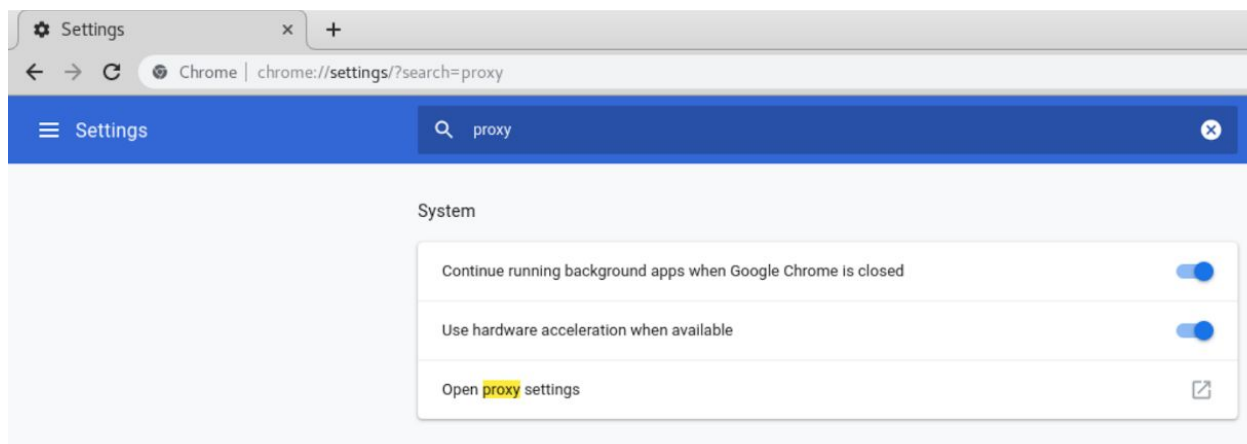 Settings
Chrome | chrome://settings/?search=proxy
Settings
proxy
System
Continue running background apps when Google Chrome is closed
Use hardware acceleration when available
Open proxy settings